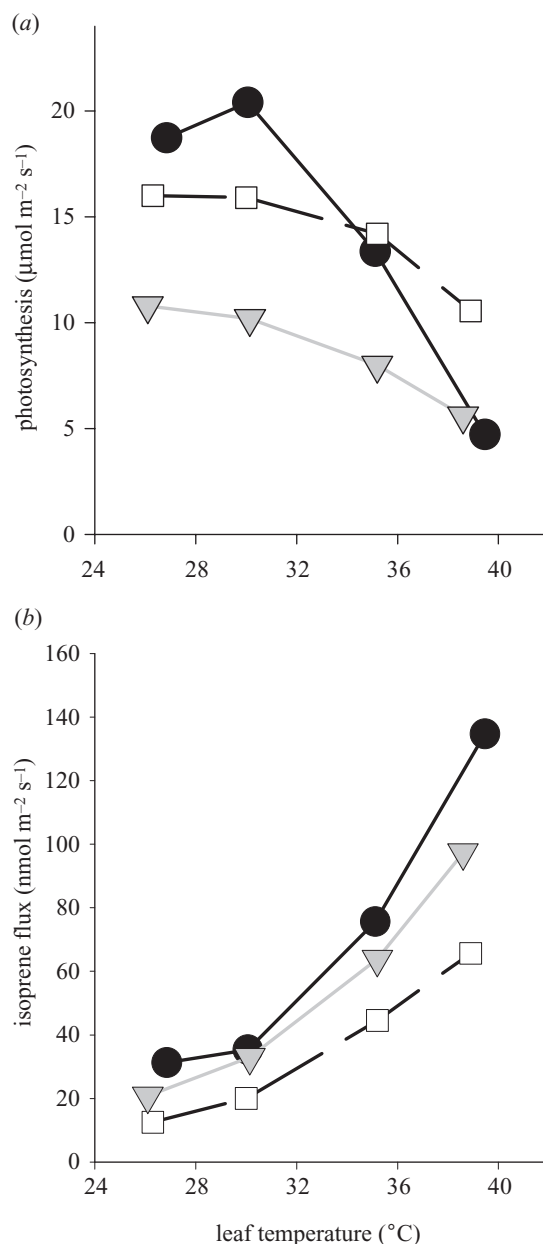 (a)
20
15
10
5
0
photosynthesis (µmol m⁻² s⁻¹)
24 28 32 36 40
(b)
160
140
120
100
80
60
40
20
0
isoprene flux (nmol m⁻² s⁻¹)
24 28 32 36 40
leaf temperature (°C)